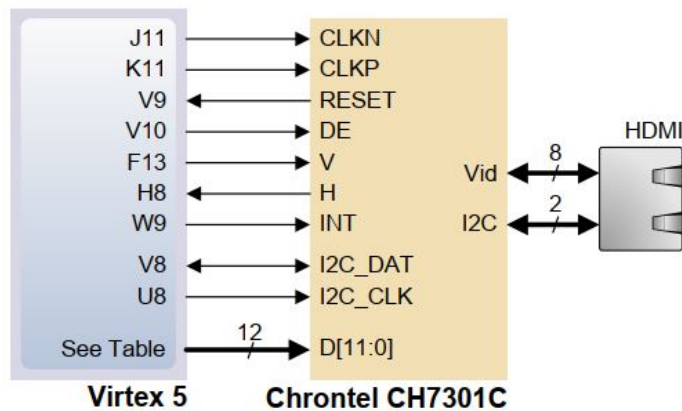 J11 CLKN
K11 CLKP
V9 RESET
V10 DE
F13 V
H8 H
W9 INT
V8 I2C_DAT
U8 I2C_CLK
See Table 12 D[11:0]
HDMI
Vid 8
I2C 2
Virtex 5 Chrontel CH7301C